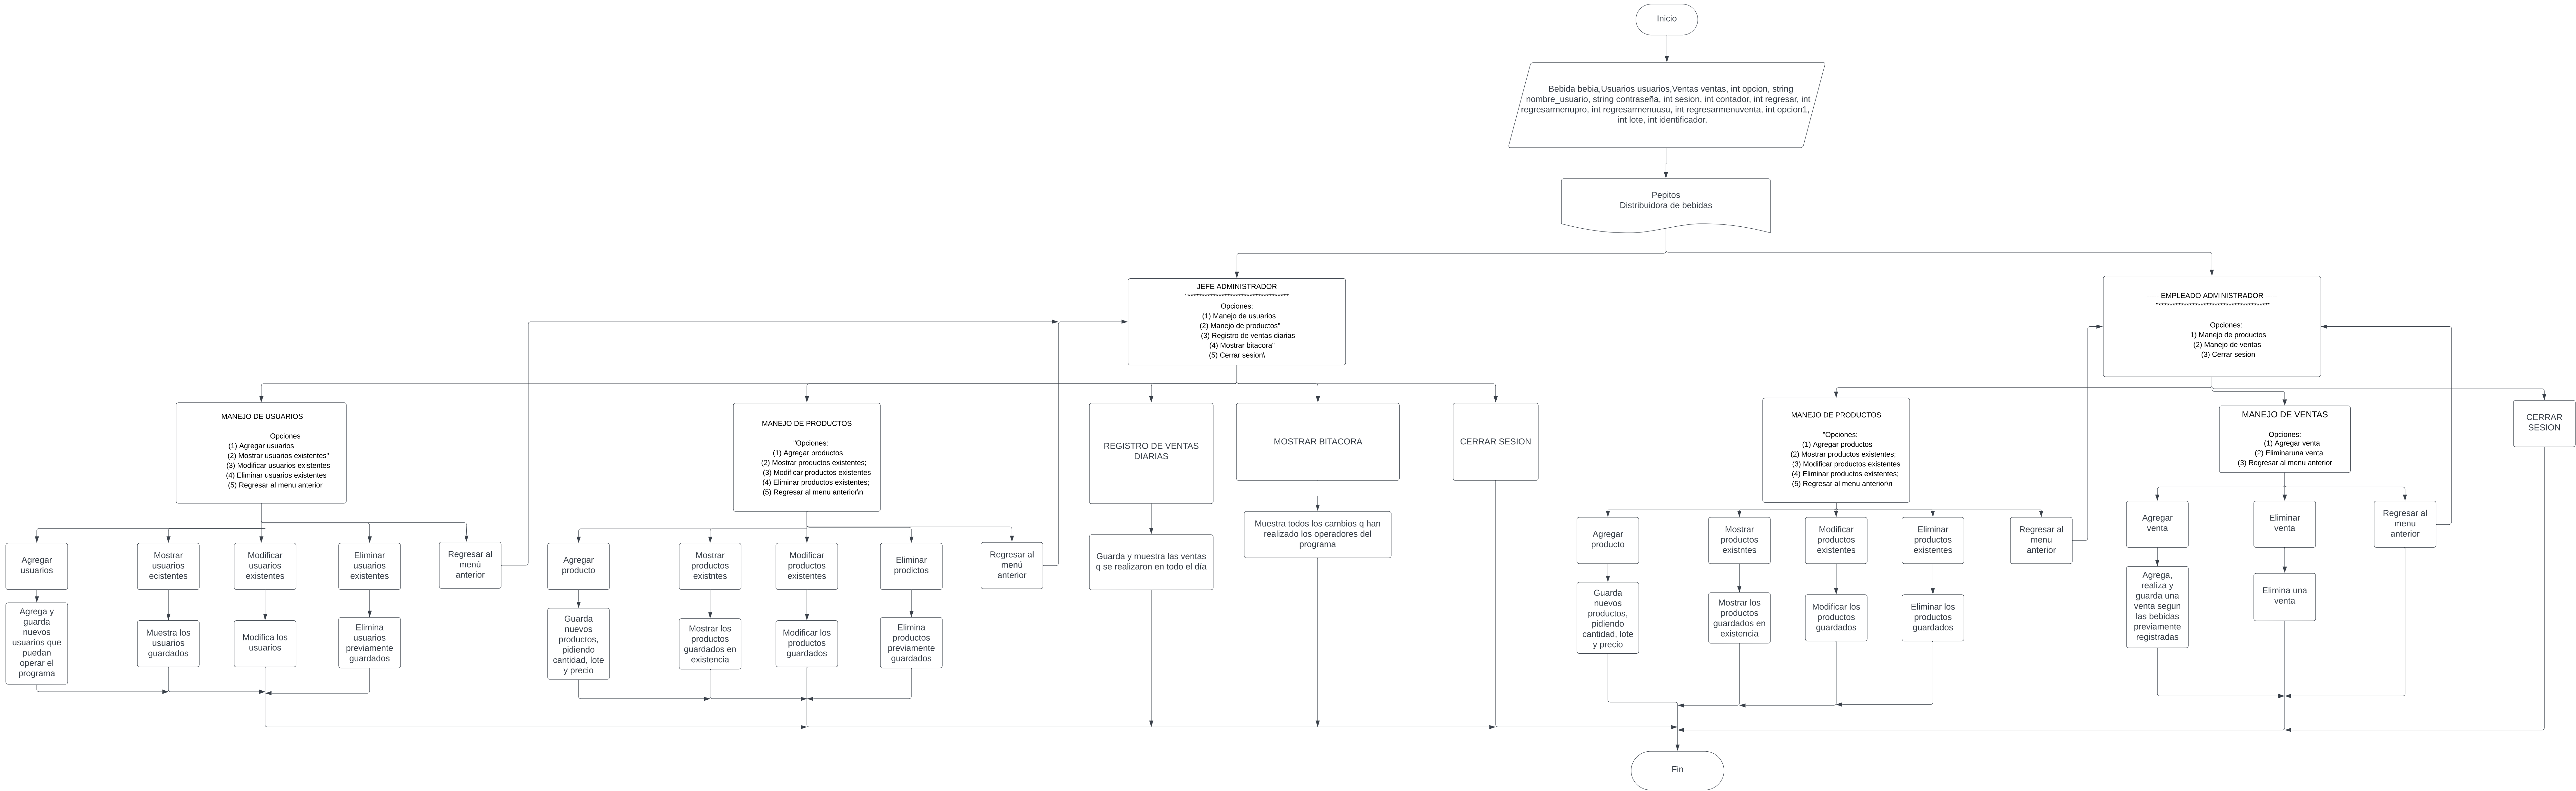 Inicio
Bebida bebia,Usuarios usuarios,Ventas ventas, int opcion, string
nombre_usuario, string contraseña, int sesion, int contador, int regresar, int
regresarmenupro, int regresarmenuusu, int regresarmenuventa, int opcion1,
int lote, int identificador.
Pepitos
Distribuidora de bebidas
----- JEFE ADMINISTRADOR -----
"************************************
Opciones:
(1) Manejo de usuarios
(2) Manejo de productos"
(3) Registro de ventas diarias
(4) Mostrar bitacora"
(5) Cerrar sesion\
----- EMPLEADO ADMINISTRADOR -----
"***************************************"
Opciones:
1) Manejo de productos
(2) Manejo de ventas
(3) Cerrar sesion
MANEJO DE USUARIOS
Opciones
(1) Agregar usuarios
(2) Mostrar usuarios existentes"
(3) Modificar usuarios existentes
(4) Eliminar usuarios existentes
(5) Regresar al menu anterior
MANEJO DE PRODUCTOS
"Opciones:
(1) Agregar productos
(2) Mostrar productos existentes;
(3) Modificar productos existentes
(4) Eliminar productos existentes;
(5) Regresar al menu anterior\n
REGISTRO DE VENTAS
DIARIAS
MOSTRAR BITACORA
CERRAR SESION
MANEJO DE PRODUCTOS
"Opciones:
(1) Agregar productos
(2) Mostrar productos existentes;
(3) Modificar productos existentes
(4) Eliminar productos existentes;
(5) Regresar al menu anterior\n
MANEJO DE VENTAS
Opciones:
(1) Agregar venta
(2) Eliminaruna venta
(3) Regresar al menu anterior
CERRAR
SESION
Agregar
usuarios
Mostrar
usuarios
ecistentes
Modificar
usuarios
existentes
Eliminar
usuarios
existentes
Regresar al
menú
anterior
Agregar
producto
Mostrar
productos
existntes
Modificar
productos
existentes
Eliminar
prodictos
Regresar al
menú
anterior
Guarda y muestra las ventas
q se realizaron en todo el día
Muestra todos los cambios q han
realizado los operadores del
programa
Agregar
producto
Mostrar
productos
existntes
Modificar
productos
existentes
Eliminar
productos
existentes
Regresar al
menu
anterior
Agregar
venta
Eliminar
venta
Regresar al
menu
anterior
Agrega y
guarda
nuevos
usuarios que
puedan
operar el
programa
Muestra los
usuarios
guardados
Modifica los
usuarios
Elimina
usuarios
previamente
guardados
Guarda
nuevos
productos,
pidiendo
cantidad, lote
y precio
Mostrar los
productos
guardados en
existencia
Modificar los
productos
guardados
Elimina
productos
previamente
guardados
Guarda
nuevos
productos,
pidiendo
cantidad, lote
y precio
Mostrar los
productos
guardados en
existencia
Modificar los
productos
guardados
Eliminar los
productos
guardados
Agrega,
realiza y
guarda una
venta segun
las bebidas
previamente
registradas
Elimina una
venta
Fin